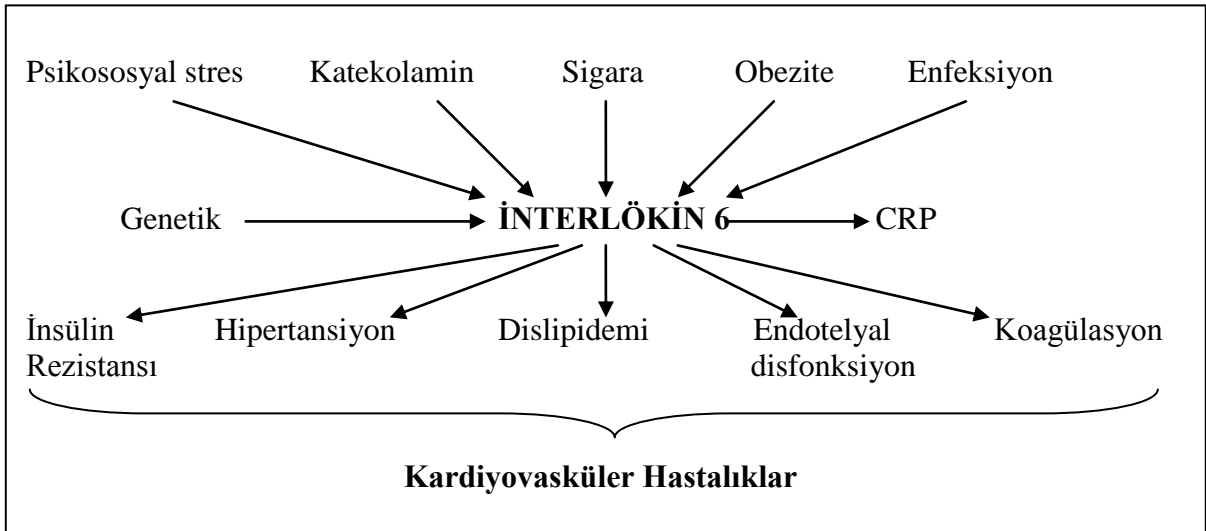 Psikososyal stres Katekolamin Sigara Obezite Enfeksiyon
Genetik İNTERLÖKİN 6 CRP
İnsülin Hipertansiyon Dislipidemi Endotelyal Koagülasyon
Rezistansı disfonksiyon
Kardiyovasküler Hastalıklar